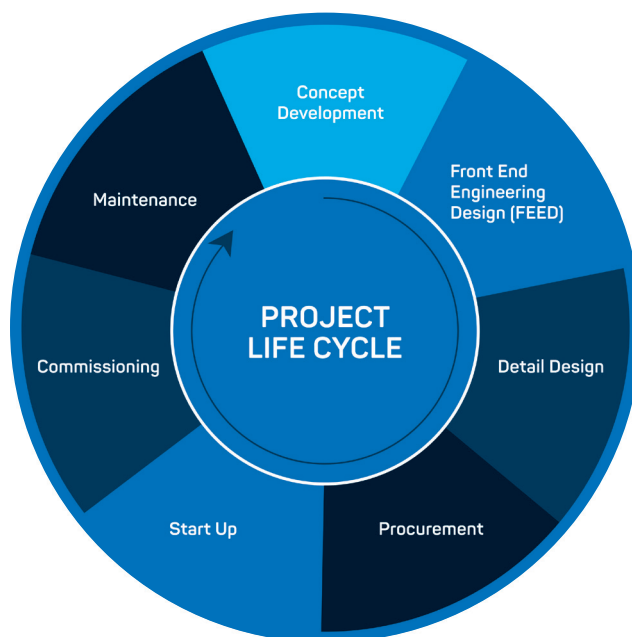 Concept
Development
Front End
Engineering
Design (FEED)
Detail Design
Procurement
Start Up
Commissioning
Maintenance
PROJECT
LIFE CYCLE